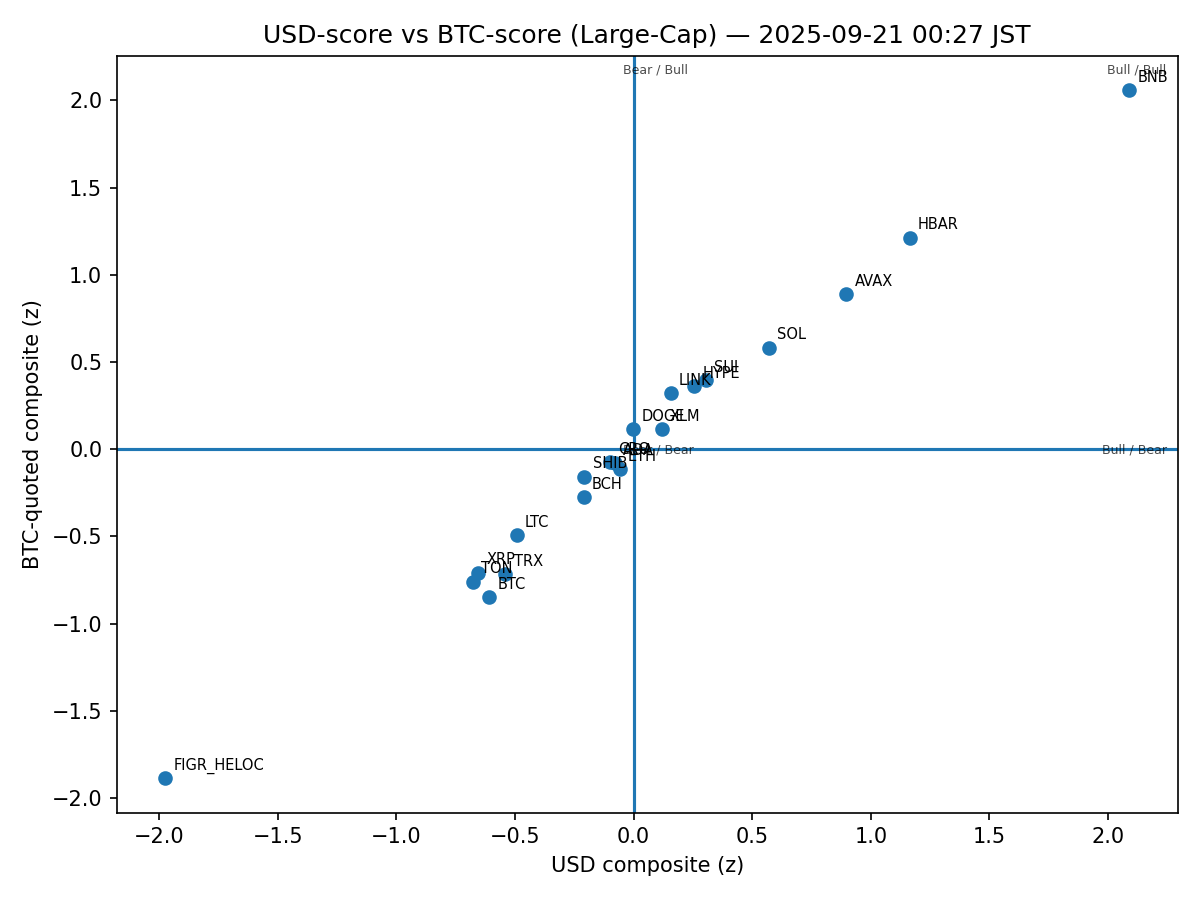 USD-score vs BTC-score (Large-Cap) — 2025-09-21 00:27 JST
Bear / Bull
Bull / Bull
BNB
2.0
HBAR
1.5
AVAX
1.0
SOL
0.5
SUI
HYPE
LINK
DOGE
XLM
0.0
/ Bear
Bull / Bear
ETH
SHIB
BCH
−0.5
LTC
XRP
TRX
TON
BTC
−1.0
−1.5
FIGR_HELOC
−2.0
BTC-quoted composite (z)
−2.0 −1.5 −1.0 −0.5 0.0 0.5 1.0 1.5 2.0
USD composite (z)